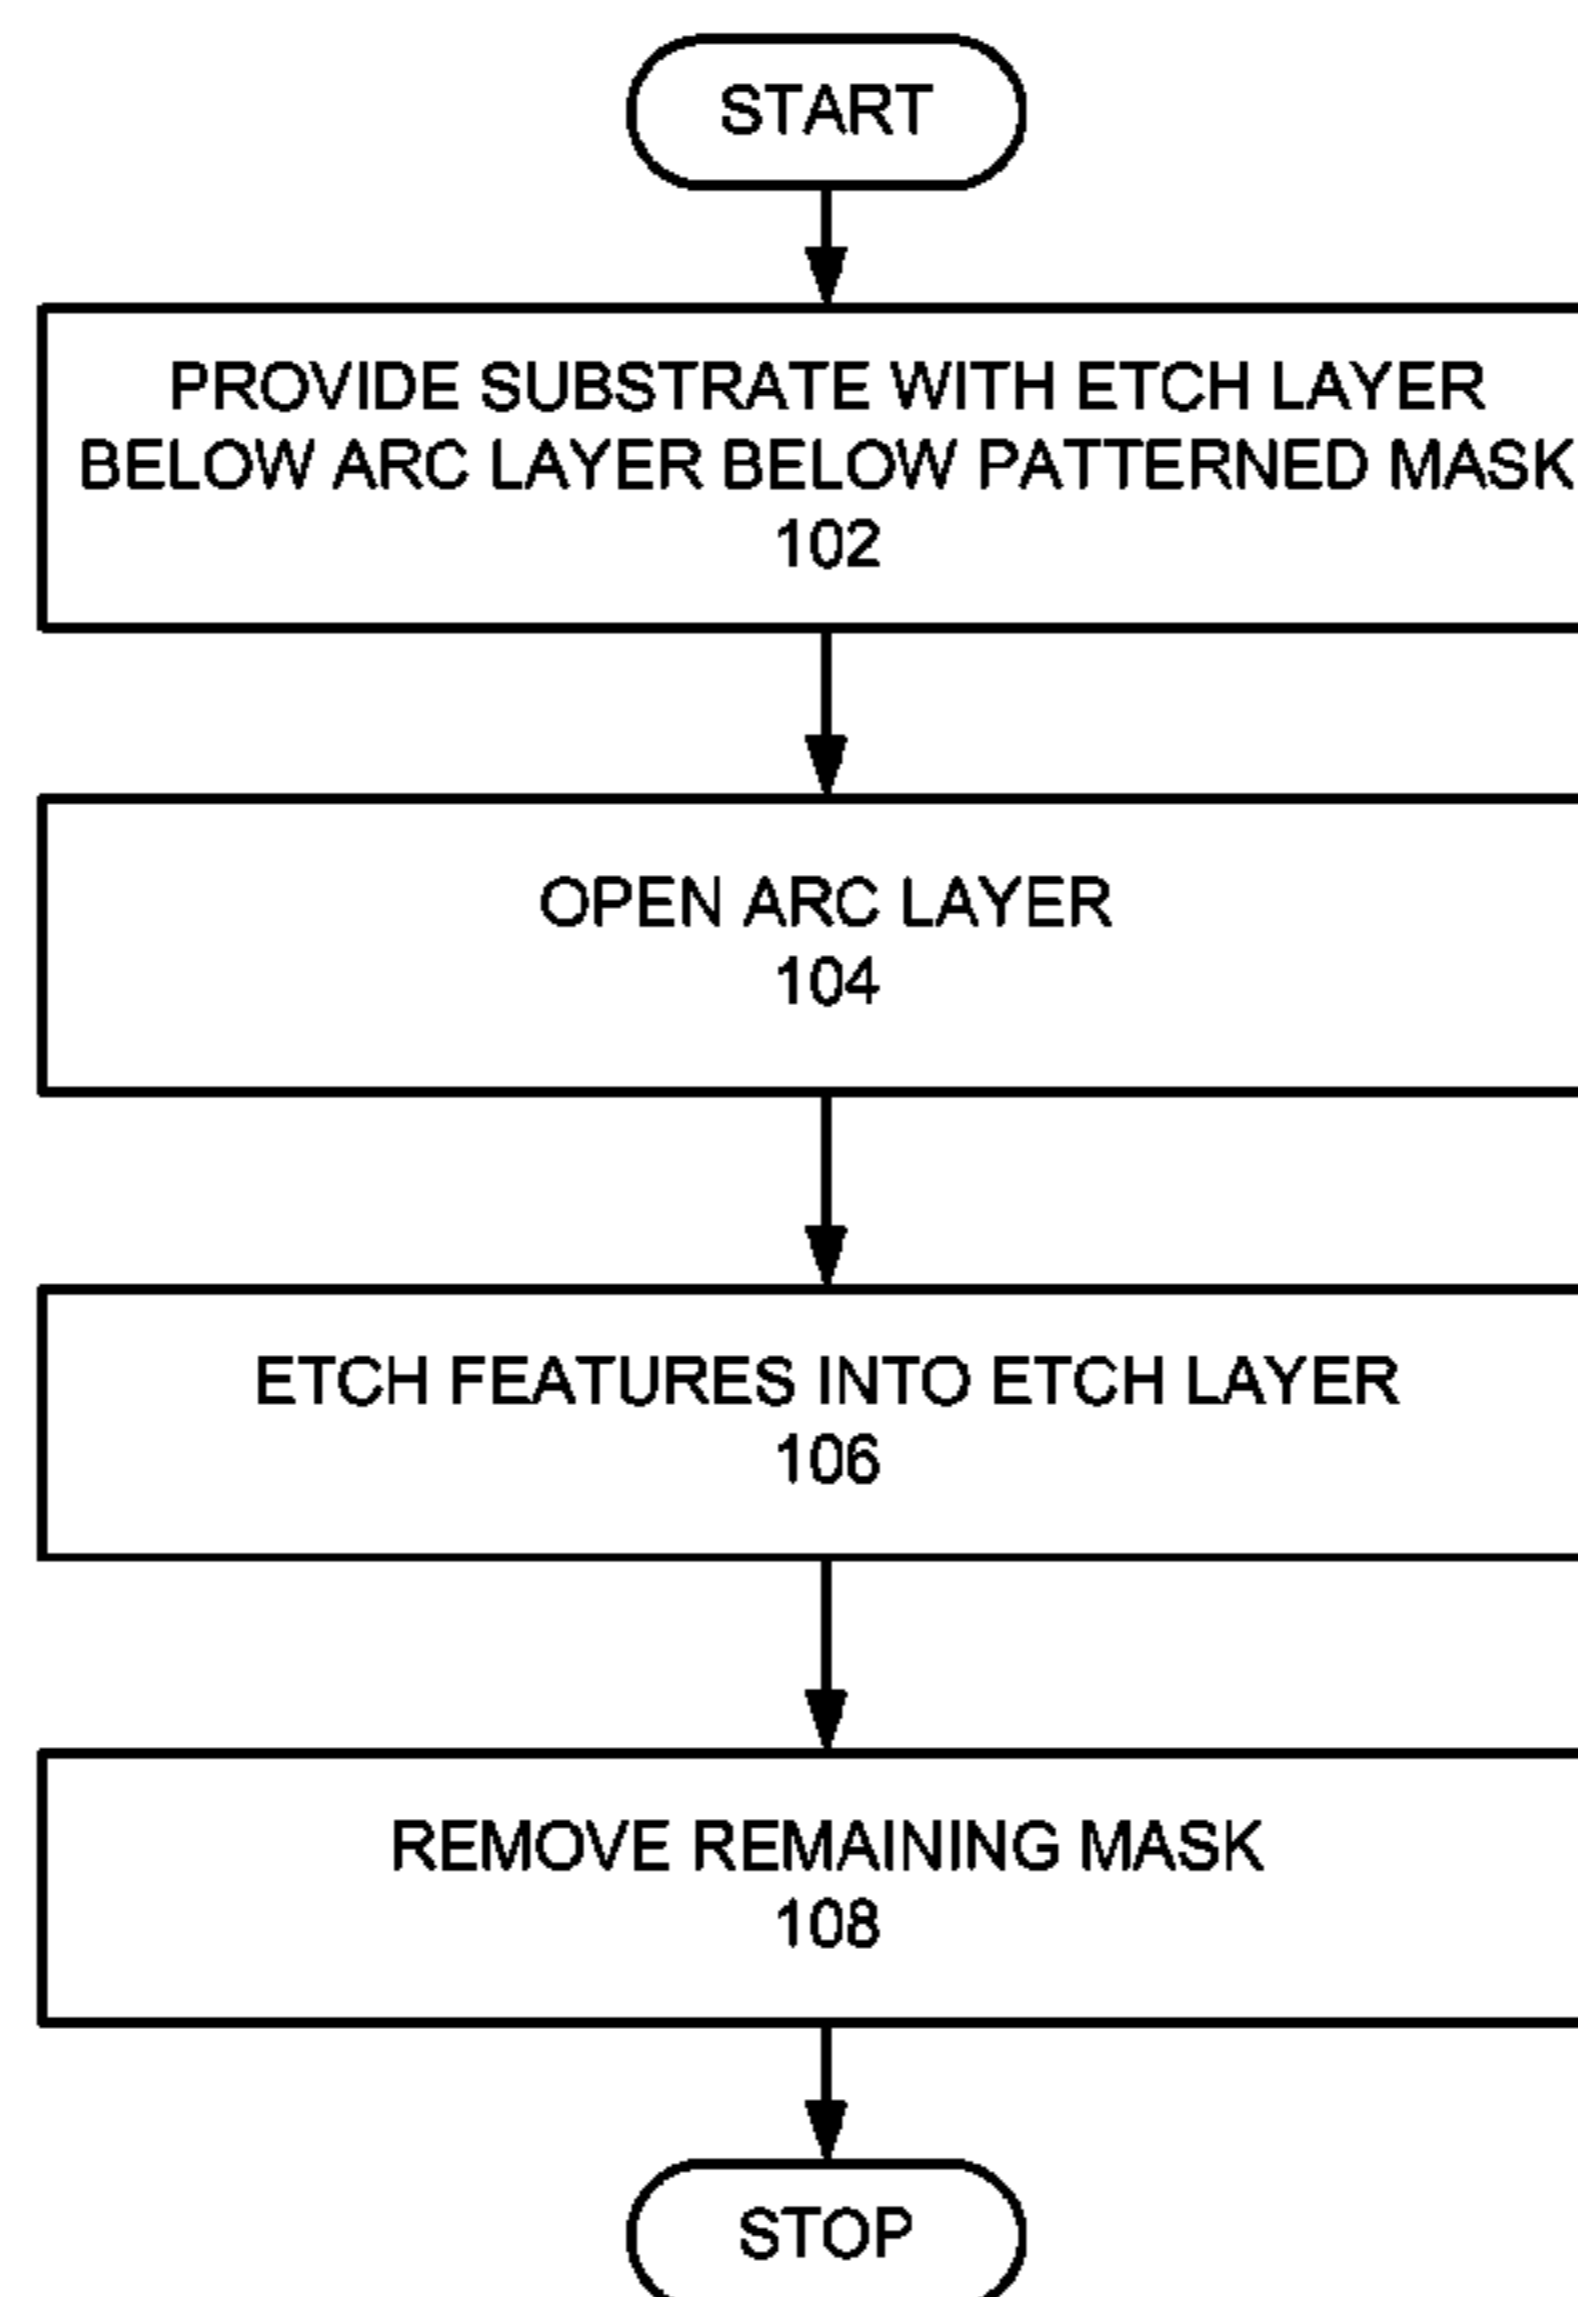 START
PROVIDE SUBSTRATE WITH ETCH LAYER
BELOW ARC LAYER BELOW PATTERNED MASK
102
OPEN ARC LAYER
104
ETCH FEATURES INTO ETCH LAYER
106
REMOVE REMAINING MASK
108
STOP